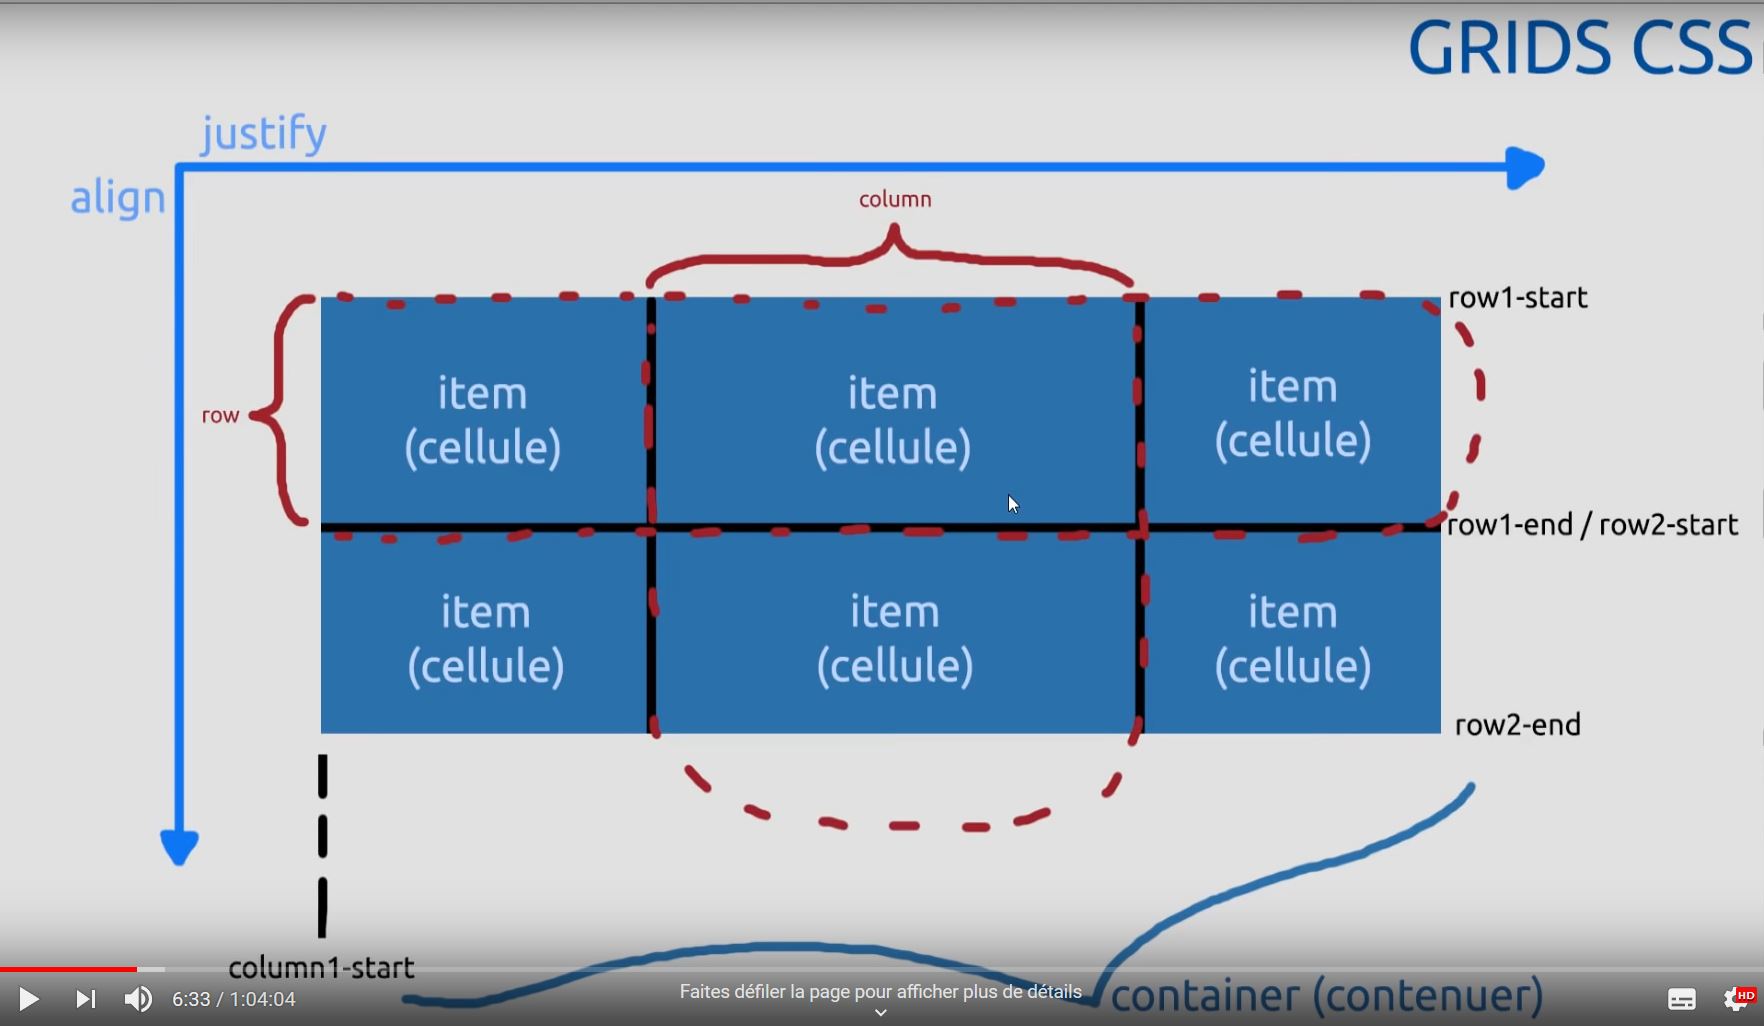 GRIDS CSS
justify
align
column
row1-start
item
(cellule)
item
(cellule)
item
(cellule)
row
row1-end / row2-start
item
(cellule)
item
(cellule)
item
(cellule)
row2-end
column1-start
container (contenuer)
6:33 / 1:04:04
Faites défiler la page pour afficher plus de détails
HD